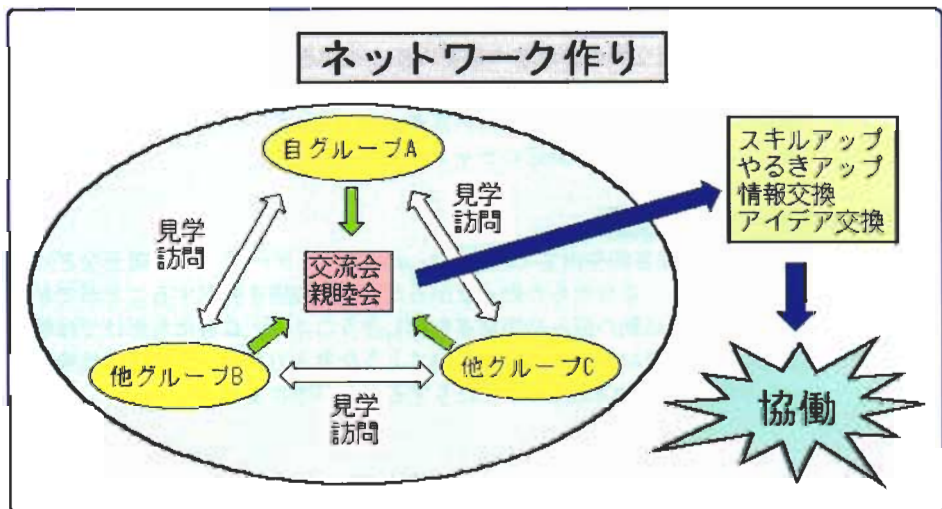 ネットワーク作り
自グループA
見学
訪問
見学
訪問
交流会
親睦会
他グループB
他グループC
見学
訪問
スキルアップ
やるきアップ
情報交換
アイデア交換
協働